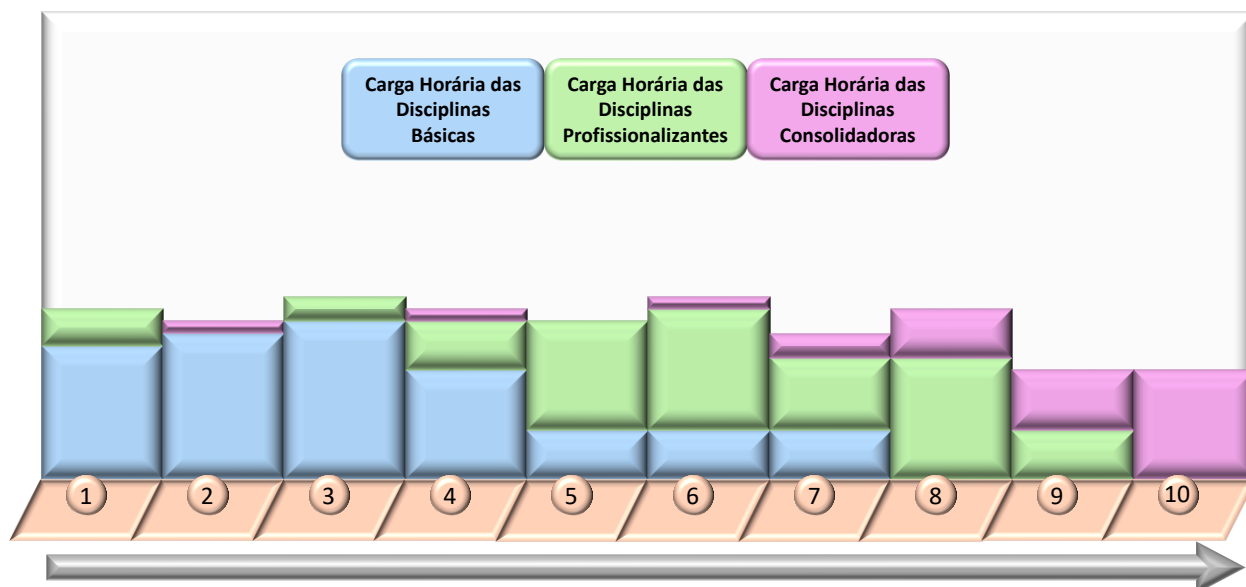 Carga Horária das
Disciplinas
Básicas
Carga Horária das
Disciplinas
Profissionalizantes
Carga Horária das
Disciplinas
Consolidadoras
1
2
3
4
5
6
7
8
9
10